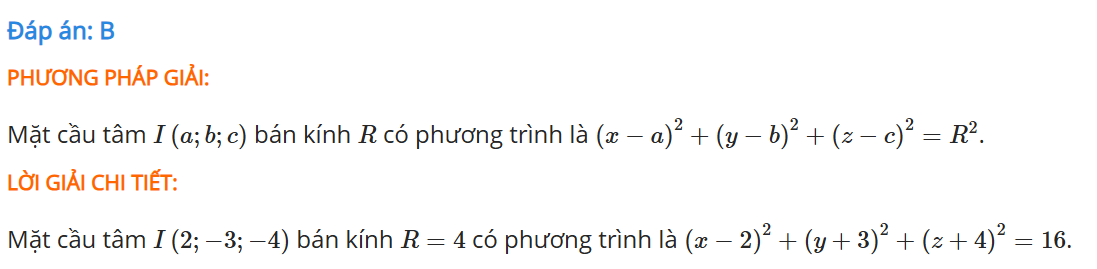 Đáp án: B
PHƯƠNG PHÁP GIẢI:
Mặt cầu tâm I (a; b; c) bán kính R có phương trình là (x − a)² + (y − b)² + (z − c)² = R².
LỜI GIẢI CHI TIẾT:
Mặt cầu tâm I (2; −3; −4) bán kính R = 4 có phương trình là (x − 2)² + (y + 3)² + (z + 4)² = 16.